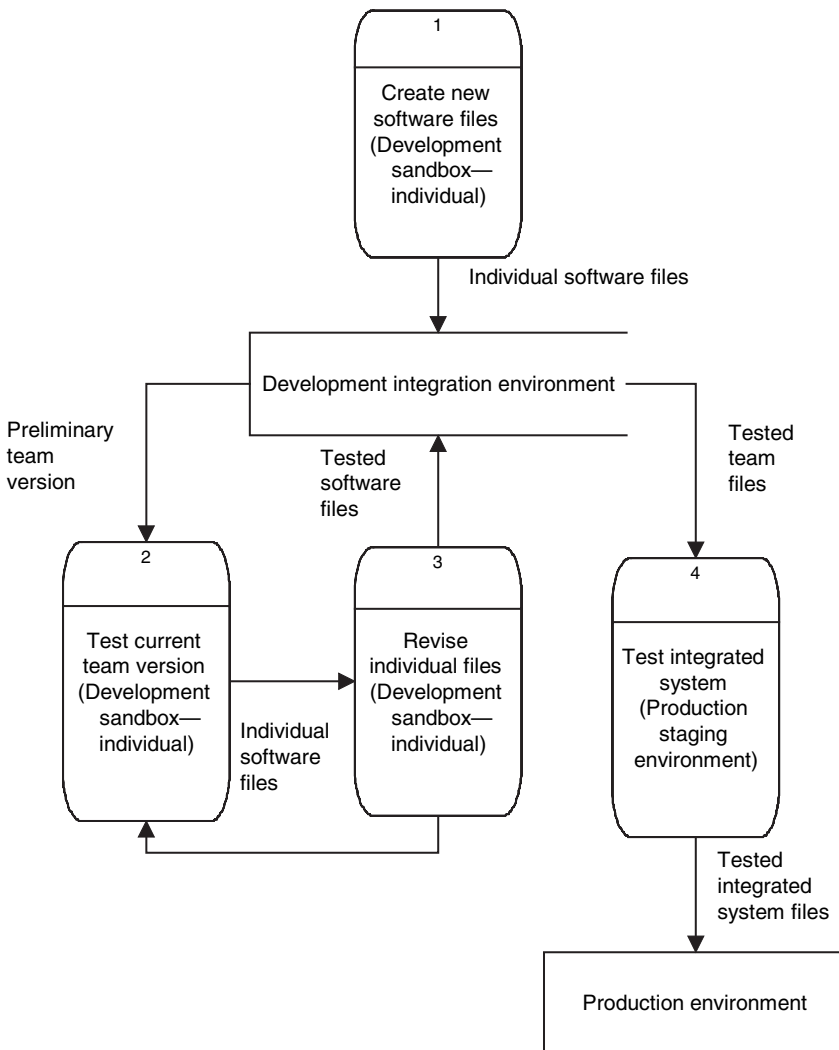 1
Create new
software files
(Development
sandbox—
individual)
Individual software files
Development integration environment
Preliminary
team
version
Tested
software
files
Tested
team
files
2
Test current
team version
(Development
sandbox—
individual)
Individual
software
files
3
Revise
individual files
(Development
sandbox—
individual)
4
Test integrated
system
(Production
staging
environment)
Tested
integrated
system files
Production environment